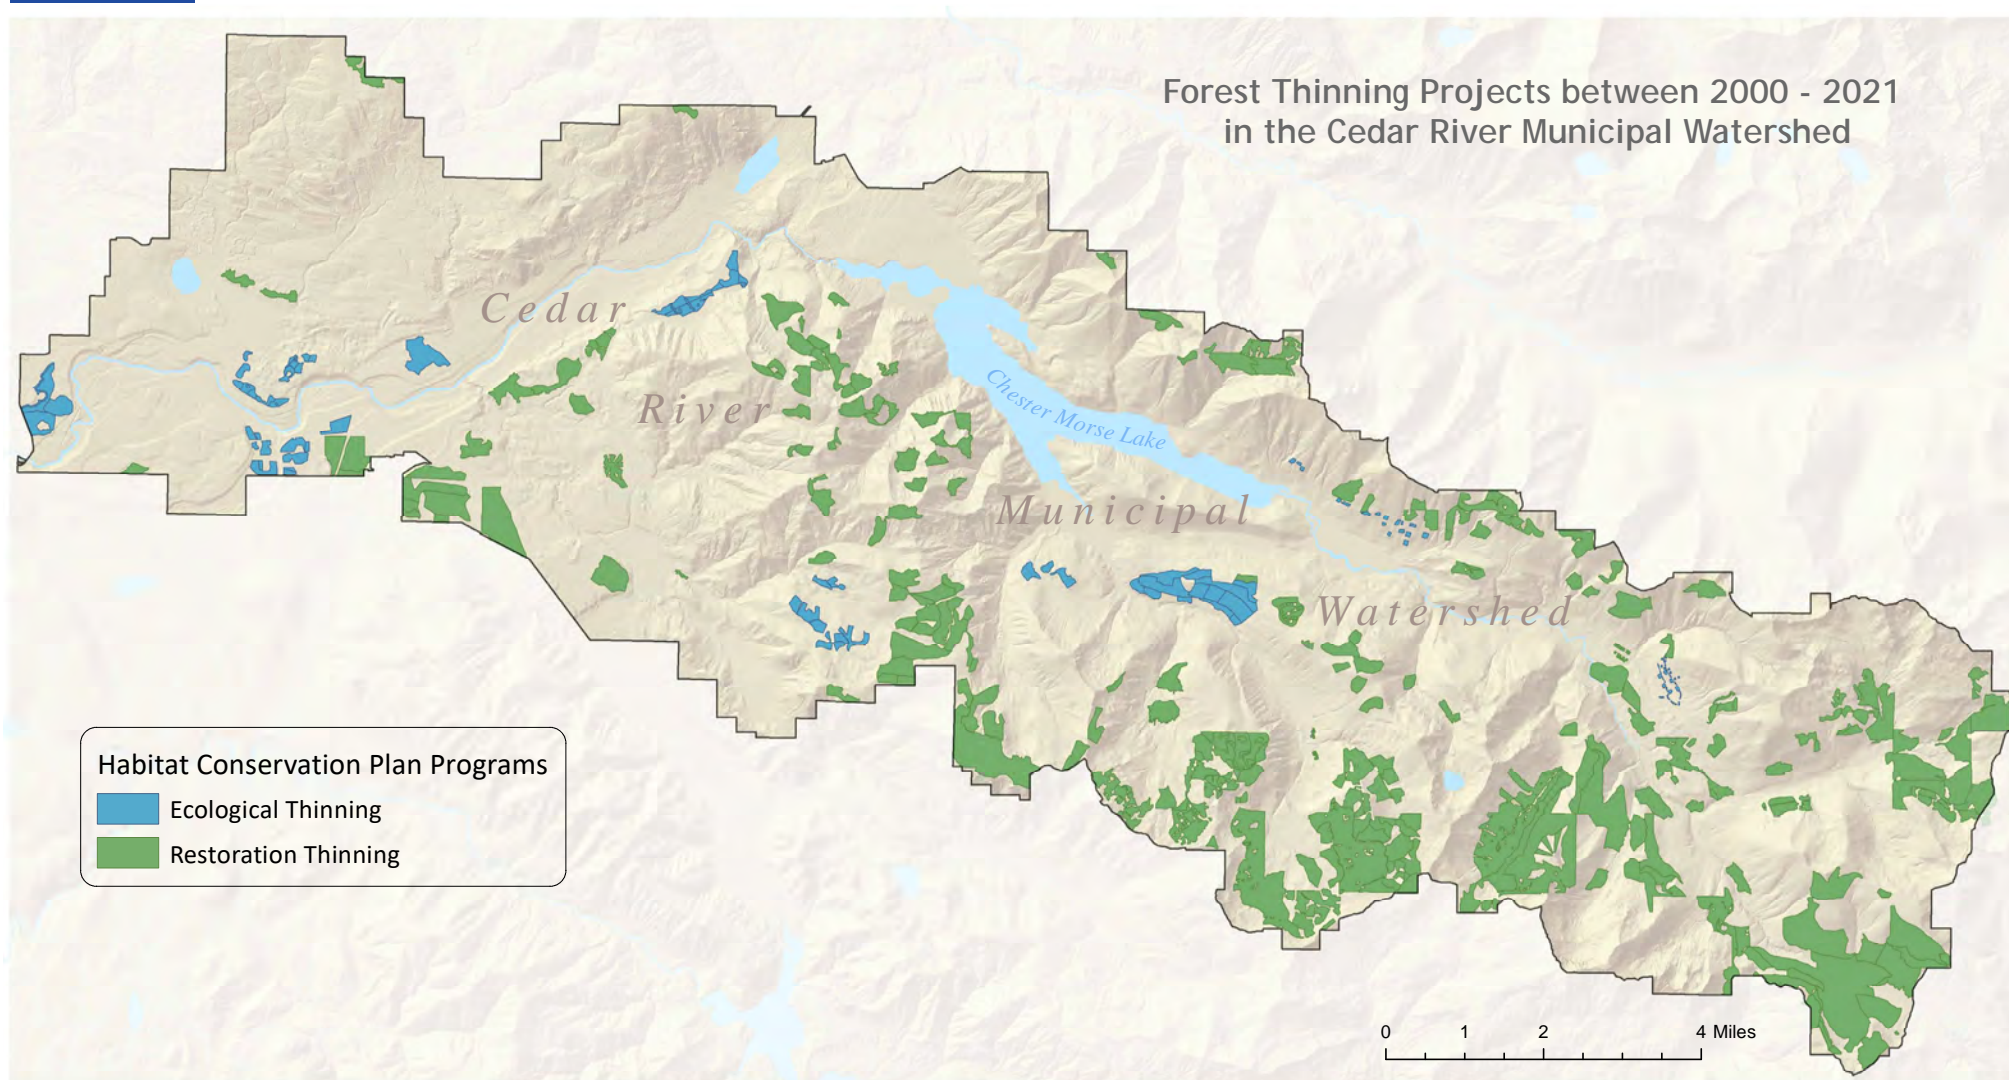 Forest Thinning Projects between 2000 - 2021
in the Cedar River Municipal Watershed
Cedar
River
Chester Morse Lake
Municipal
Watershed
Habitat Conservation Plan Programs
Ecological Thinning
Restoration Thinning
0 1 2 4 Miles